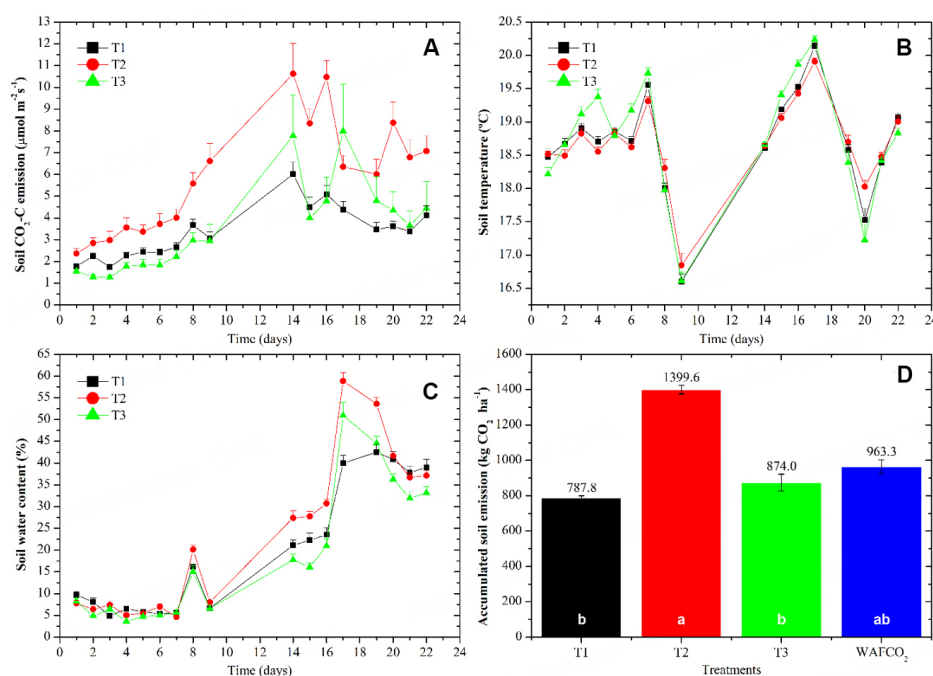 A
T1
T2
T3
Soil CO2-C emission (μmol m⁻² s⁻¹)
13
12
11
10
9
8
7
6
5
4
3
2
1
0
0 2 4 6 8 10 12 14 16 18 20 22 24
Time (days)
B
T1
T2
T3
Soil temperature (ºC)
20.5
20.0
19.5
19.0
18.5
18.0
17.5
17.0
16.5
0 2 4 6 8 10 12 14 16 18 20 22 24
Time (days)
C
T1
T2
T3
Soil water content (%)
65
60
55
50
45
40
35
30
25
20
15
10
5
0
0 2 4 6 8 10 12 14 16 18 20 22 24
Time (days)
D
Accumulated soil emission (kg CO₂ ha⁻¹)
1600
1400
1200
1000
800
600
400
200
0
787.8
1399.6
874.0
963.3
b a b ab
T1 T2 T3 WAFCO₂
Treatments